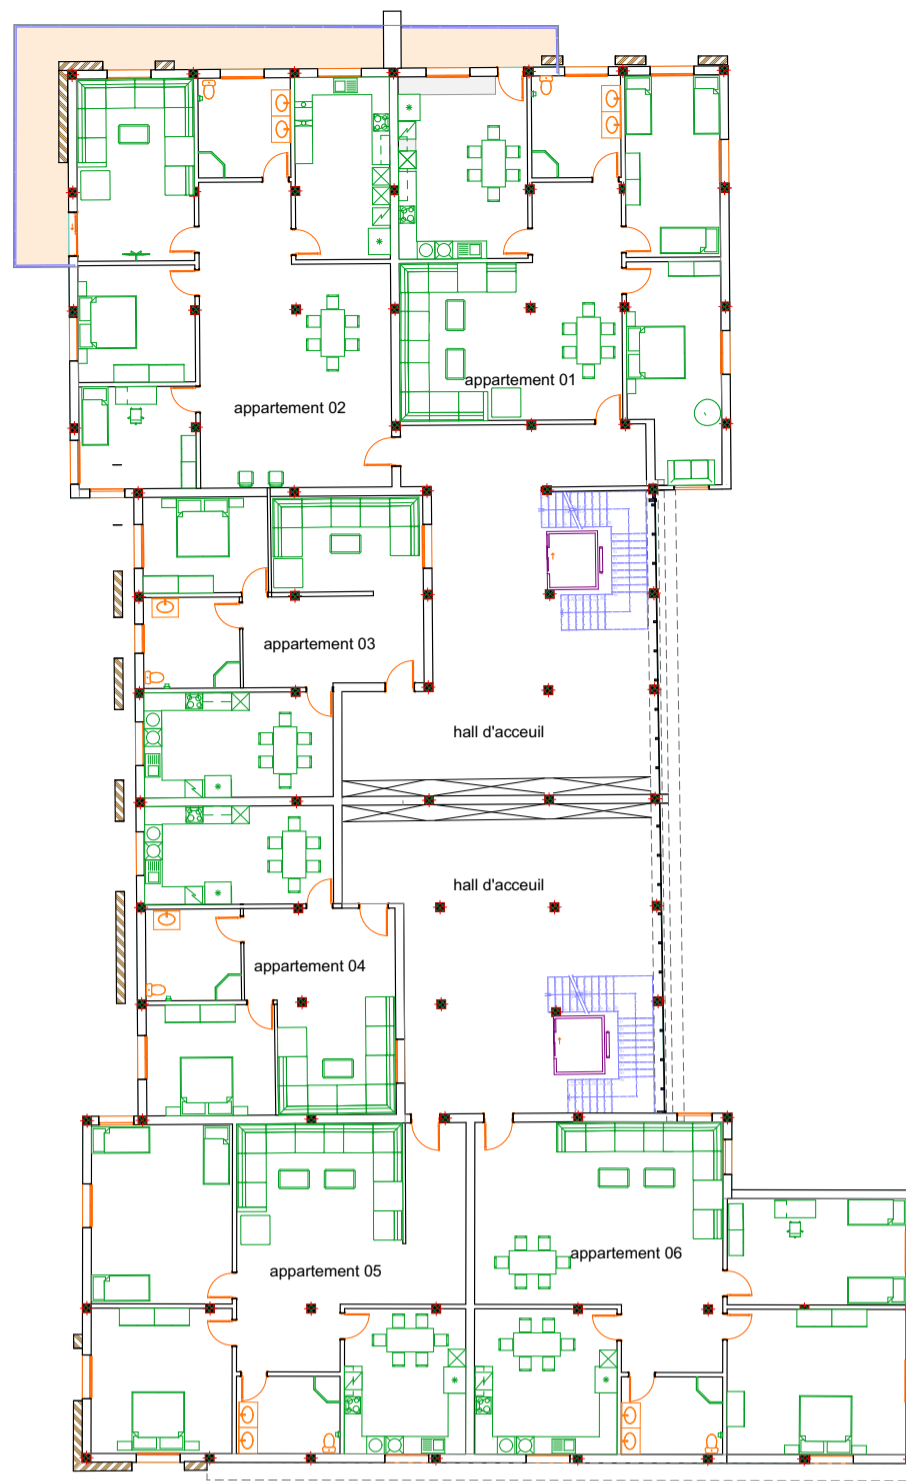 appartement 01
appartement 02
appartement 03
hall d'acceuil
hall d'acceuil
appartement 04
appartement 06
appartement 05